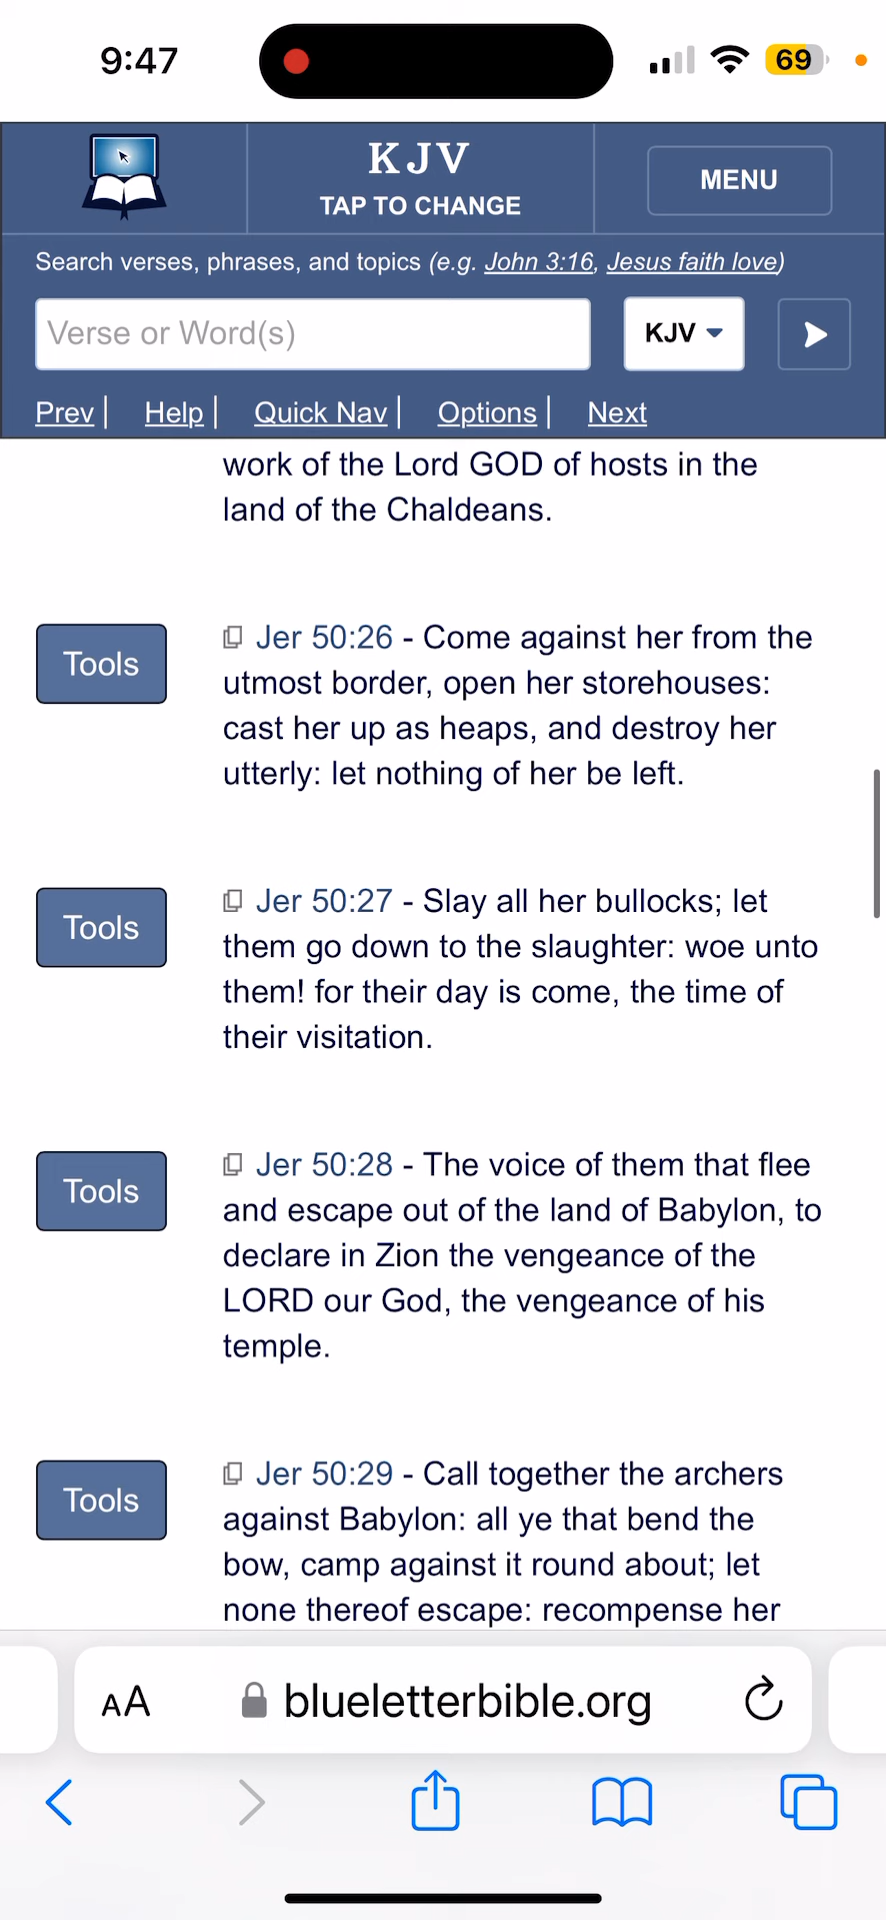 9:47
69
KJV
TAP TO CHANGE
MENU
Search verses, phrases, and topics (e.g. John 3:16, Jesus faith love)
Verse or Word(s)
KJV
Prev | Help | Quick Nav | Options | Next
work of the Lord GOD of hosts in the
land of the Chaldeans.
Tools
Jer 50:26 - Come against her from the
utmost border, open her storehouses:
cast her up as heaps, and destroy her
utterly: let nothing of her be left.
Tools
Jer 50:27 - Slay all her bullocks; let
them go down to the slaughter: woe unto
them! for their day is come, the time of
their visitation.
Tools
Jer 50:28 - The voice of them that flee
and escape out of the land of Babylon, to
declare in Zion the vengeance of the
LORD our God, the vengeance of his
temple.
Tools
Jer 50:29 - Call together the archers
against Babylon: all ye that bend the
bow, camp against it round about; let
none thereof escape: recompense her
AA
blueletterbible.org